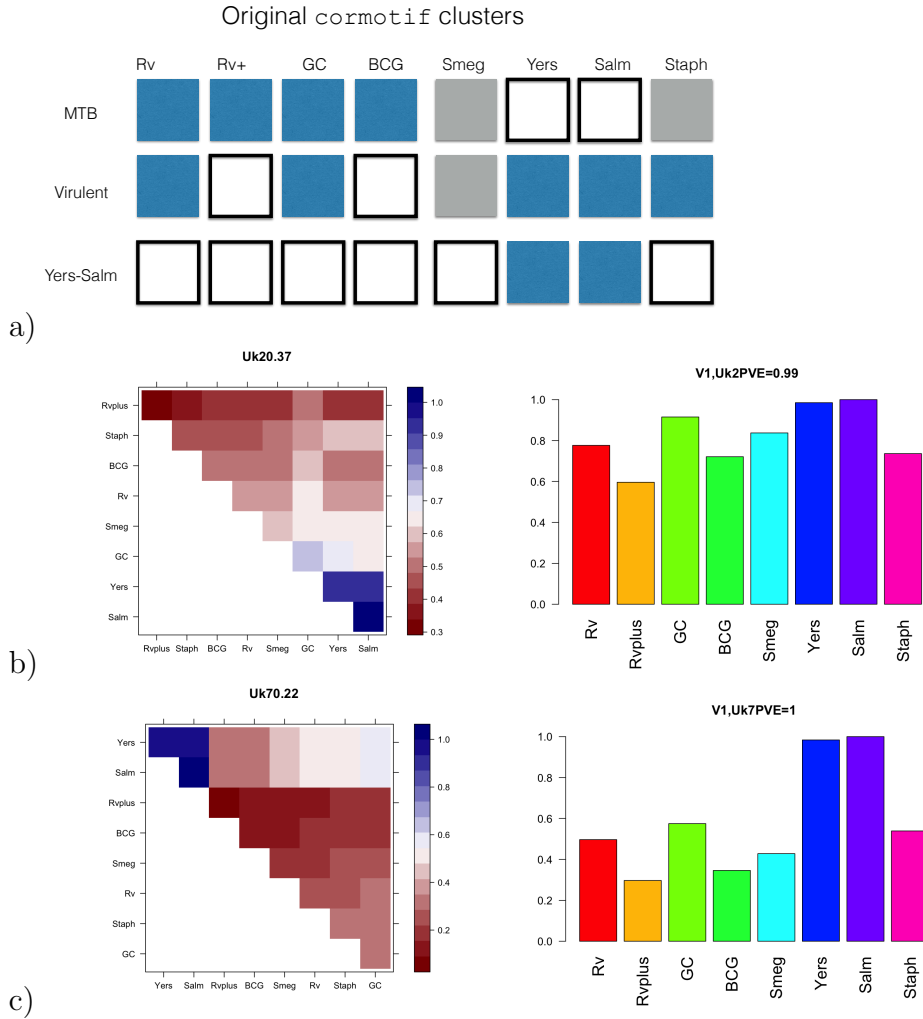 Original cormotif clusters
Rv Rv+ GC BCG Smeg Yers Salm Staph
MTB
Virulent
Yers-Salm
a)
Uk20.37
Rvplus
Staph
BCG
Rv
Smeg
GC
Yers
Salm
Rvplus Staph BCG Rv Smeg GC Yers Salm
1.0
0.9
0.8
0.7
0.6
0.5
0.4
0.3
V1,Uk2PVE=0.99
1.0
0.8
0.6
0.4
0.2
0.0
Rv Rvplus GC BCG Smeg Yers Salm Staph
b)
Uk70.22
Yers
Salm
Rvplus
BCG
Smeg
Rv
Staph
GC
Yers Salm Rvplus BCG Smeg Rv Staph GC
1.0
0.8
0.6
0.4
0.2
V1,Uk7PVE=1
1.0
0.8
0.6
0.4
0.2
0.0
Rv Rvplus GC BCG Smeg Yers Salm Staph
c)